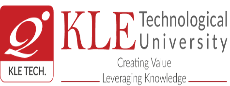 KLE TECH.
KLE Technological
University
Creating Value
Leveraging Knowledge